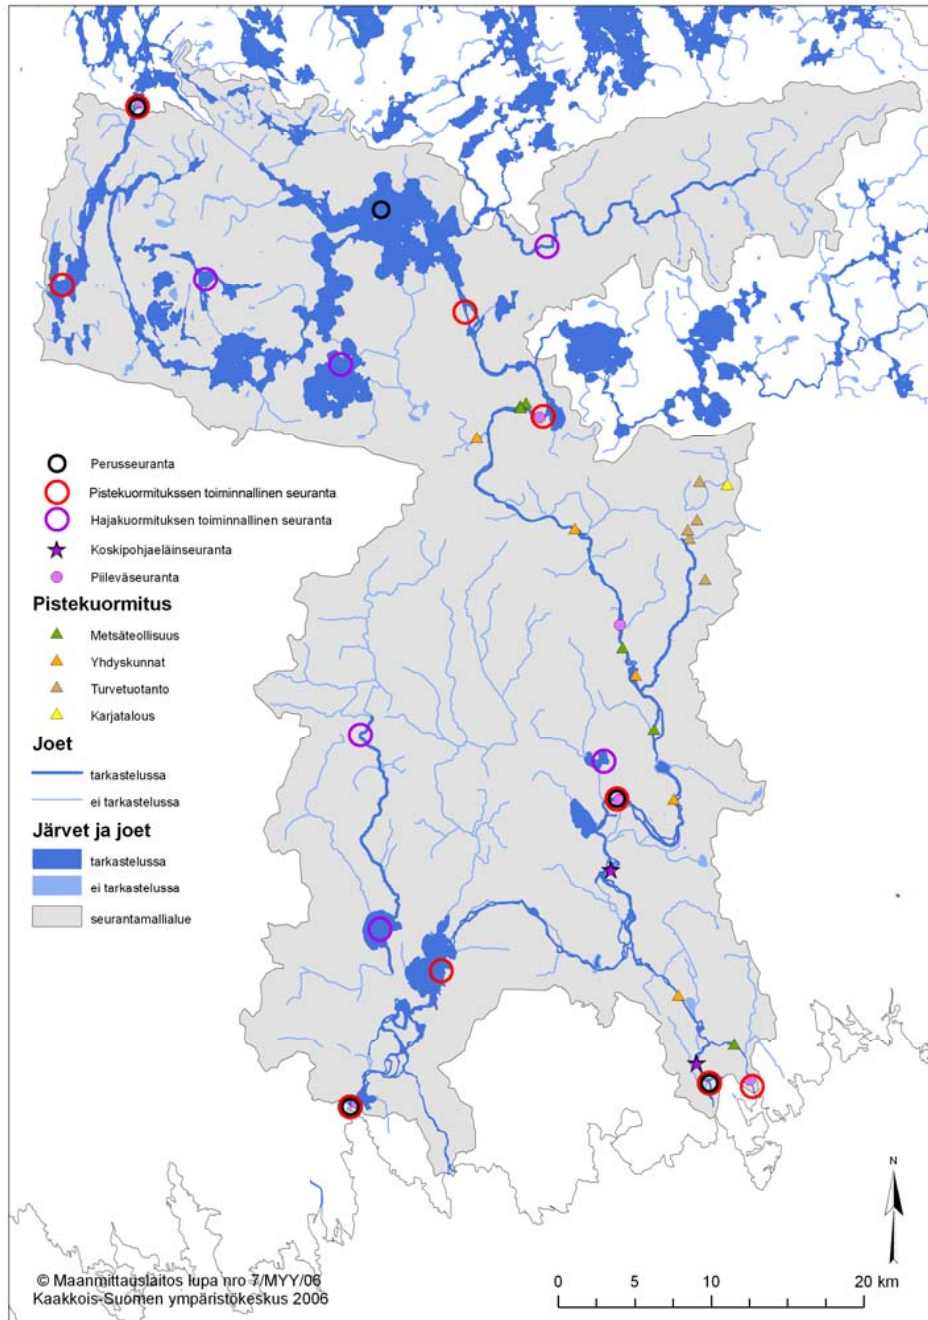 Perusseuranta
Pistekuormitukssen toiminnallinen seuranta
Hajakuormituksen toiminnallinen seuranta
Koskipohjaeläinseuranta
Piileväseuranta
Pistekuormitus
Metsäteollisuus
Yhdyskunnat
Turvetuotanto
Karjatalous
Joet
tarkastelussa
ei tarkastelussa
Järvet ja joet
tarkastelussa
ei tarkastelussa
seurantamallialue
N
© Maanmittauslaitos lupa nro 7/MYY/06
Kaakkois-Suomen ympäristökeskus 2006
0 5 10 20 km